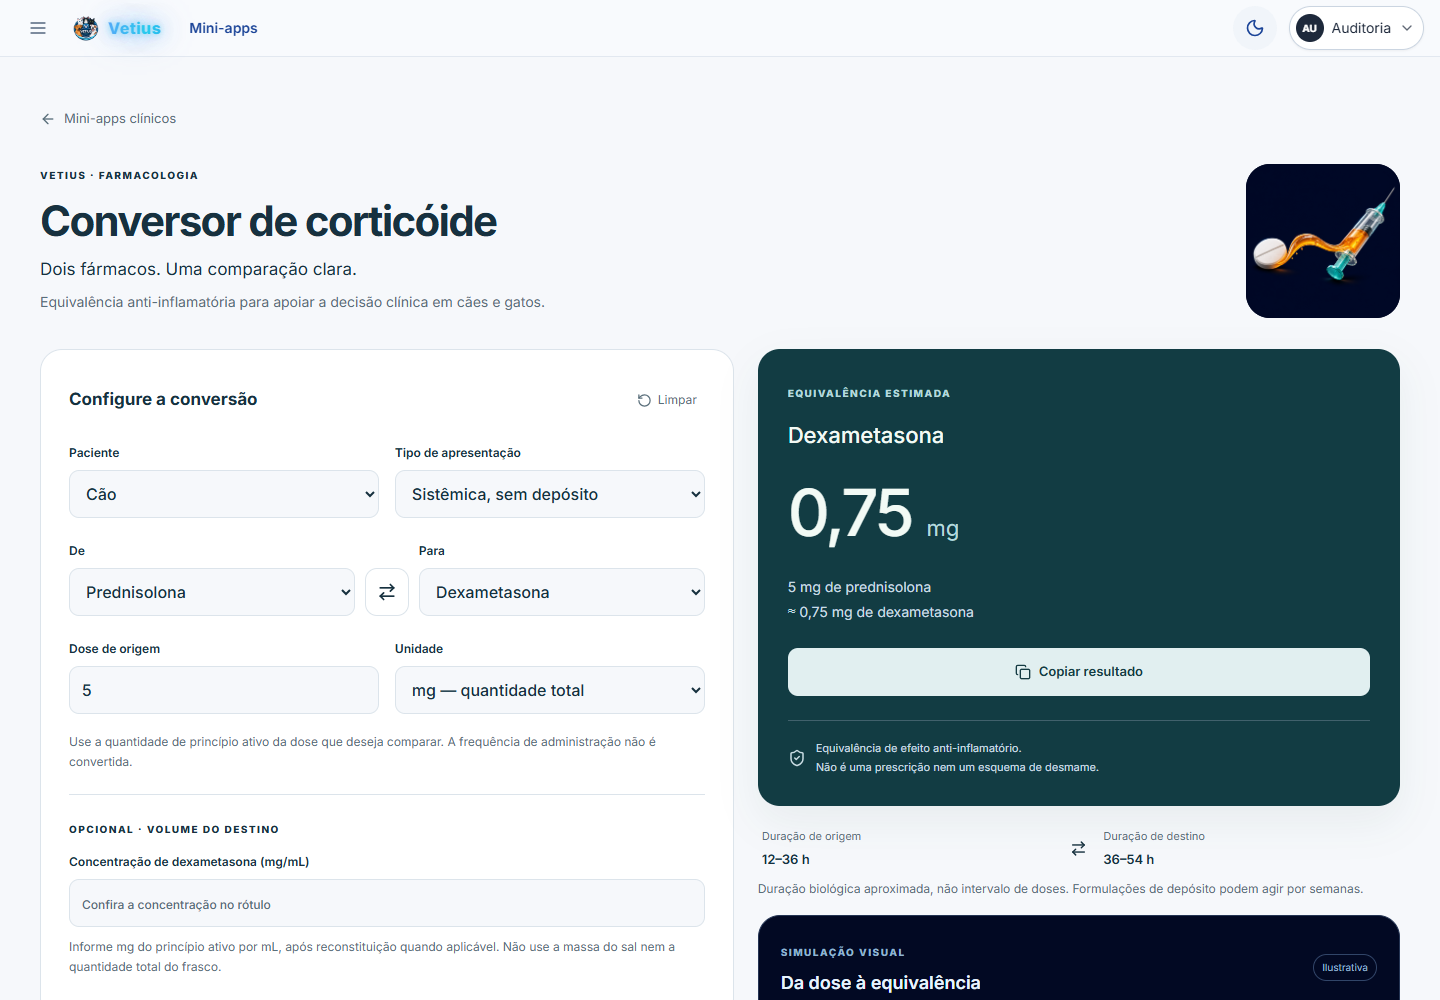 Vetius
Mini-apps
AU
Auditoria
Mini-apps clínicos
VETIUS · FARMACOLOGIA
Conversor de corticóide
Dois fármacos. Uma comparação clara.
Equivalência anti-inflamatória para apoiar a decisão clínica em cães e gatos.
Configure a conversão
Limpar
Paciente
Tipo de apresentação
Cão
Sistêmica, sem depósito
De
Para
Prednisolona
Dexametasona
Dose de origem
Unidade
5
mg — quantidade total
Use a quantidade de princípio ativo da dose que deseja comparar. A frequência de administração não é
convertida.
OPCIONAL · VOLUME DO DESTINO
Concentração de dexametasona (mg/mL)
Confira a concentração no rótulo
Informe mg do princípio ativo por mL, após reconstituição quando aplicável. Não use a massa do sal nem a
quantidade total do frasco.
EQUIVALÊNCIA ESTIMADA
Dexametasona
0,75 mg
5 mg de prednisolona
≈ 0,75 mg de dexametasona
Copiar resultado
Equivalência de efeito anti-inflamatório.
Não é uma prescrição nem um esquema de desmame.
Duração de origem
12–36 h
Duração de destino
36–54 h
Duração biológica aproximada, não intervalo de doses. Formulações de depósito podem agir por semanas.
SIMULAÇÃO VISUAL
Da dose à equivalência
Ilustrativa